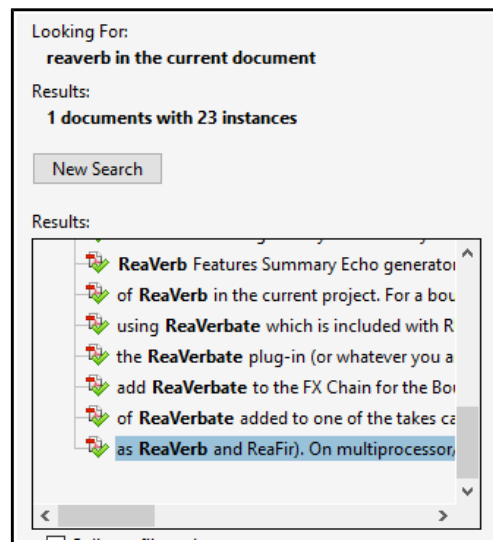 Looking For:
reaverb in the current document
Results:
1 documents with 23 instances
New Search
Results:
ReaVerb Features Summary Echo generator
of ReaVerb in the current project. For a bou
using ReaVerbate which is included with R
the ReaVerbate plug-in (or whatever you a
add ReaVerbate to the FX Chain for the Bou
of ReaVerbate added to one of the takes ca
as ReaVerb and ReaFir). On multiprocessor/